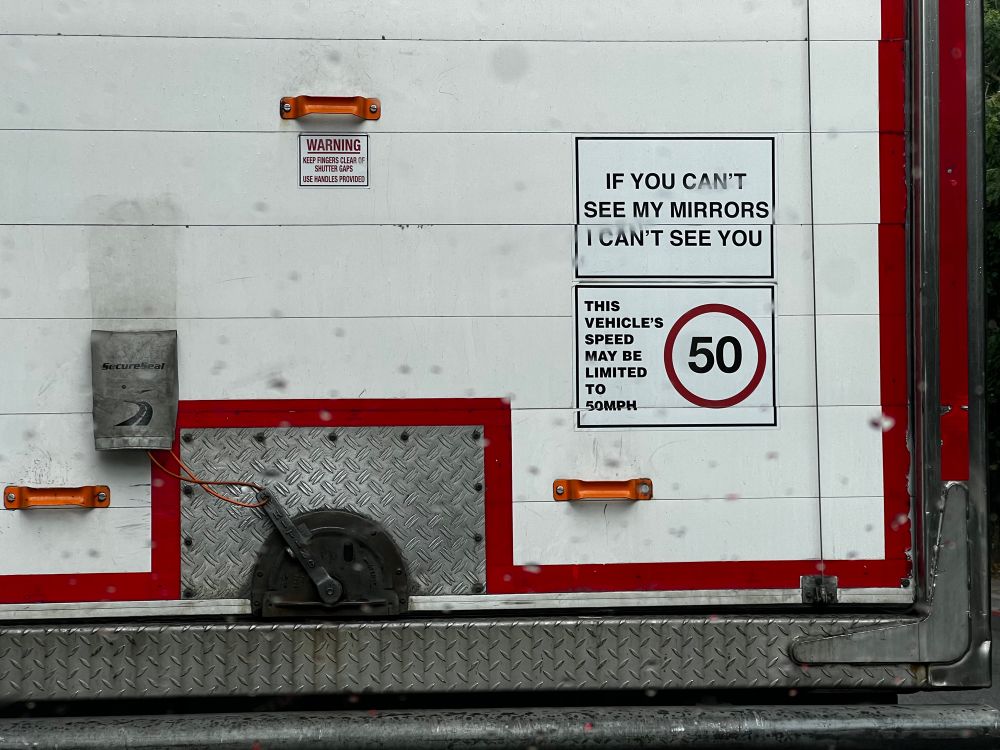 WARNING
KEEP FINGERS CLEAR OF
SHUTTER GAPS
USE HANDLES PROVIDED
IF YOU CAN'T
SEE MY MIRRORS
I CAN'T SEE YOU
THIS
VEHICLE'S
SPEED
MAY BE
LIMITED
TO
50MPH
50
SecureSeal